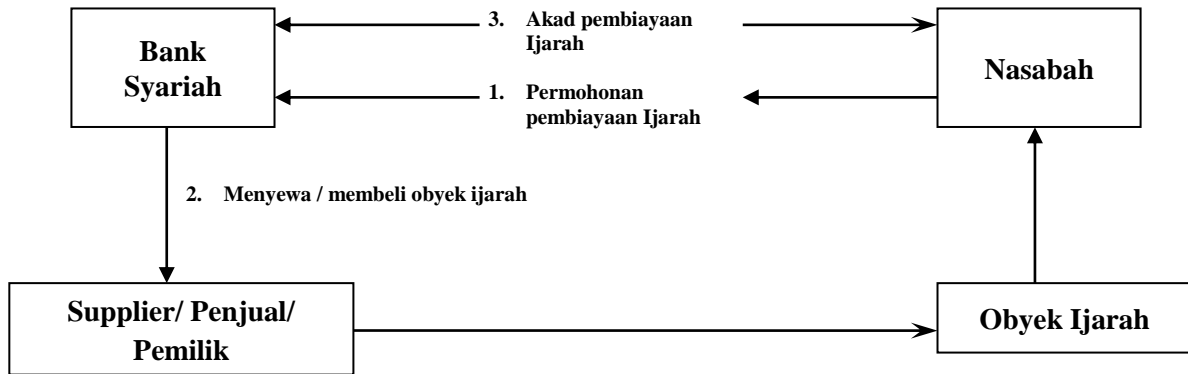 3. Akad pembiayaan
Ijarah
Bank
Syariah
Nasabah
1. Permohonan
pembiayaan Ijarah
2. Menyewa / membeli obyek ijarah
Supplier/ Penjual/
Pemilik
Obyek Ijarah